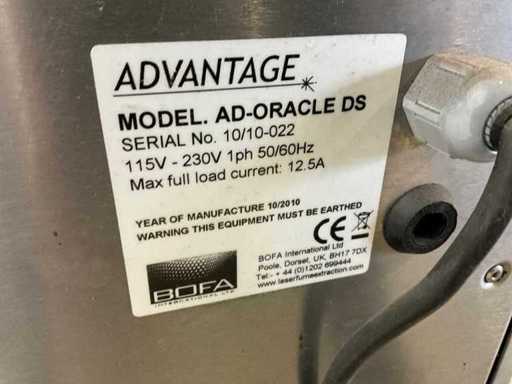 ADVANTAGE
MODEL. AD-ORACLE DS
SERIAL No. 10/10-022
115V - 230V 1ph 50/60Hz
Max full load current: 12.5A
YEAR OF MANUFACTURE 10/2010
WARNING THIS EQUIPMENT MUST BE EARTHED
CE
BOFA International Ltd
Poole, Dorset, UK, BH17 7DX
Tel:- + 44 (0)1202 699444
www.laserfumeextraction.com
BOFA
INTERNATIONAL LTD